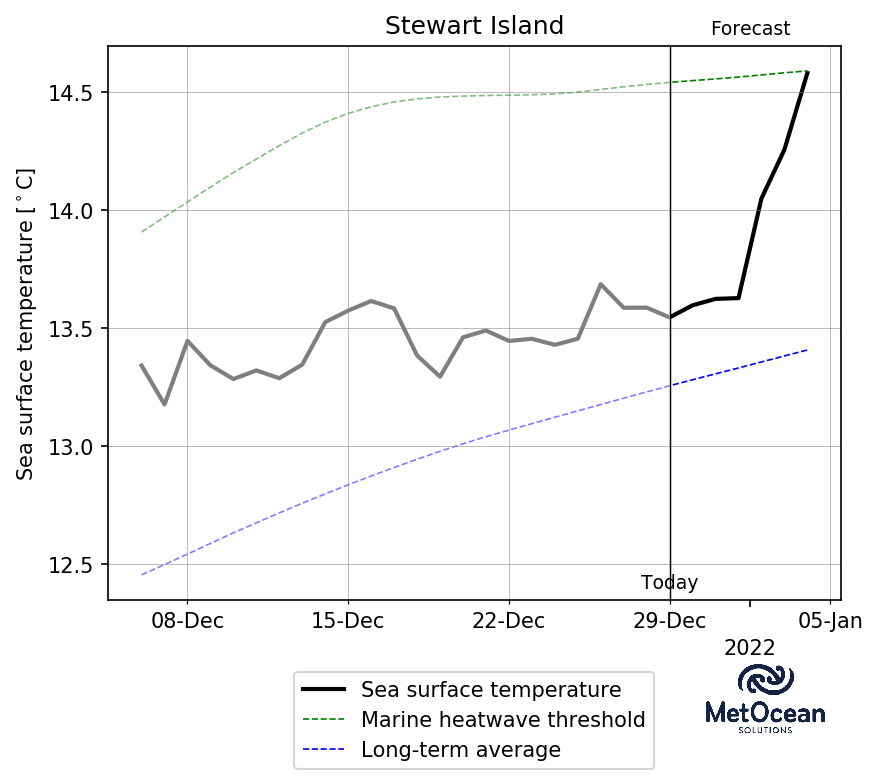 Stewart Island
Forecast
Sea surface temperature [°C]
14.5
14.0
13.5
13.0
12.5
Today
08-Dec
15-Dec
22-Dec
29-Dec
05-Jan
2022
Sea surface temperature
Marine heatwave threshold
Long-term average
MetOcean
SOLUTIONS